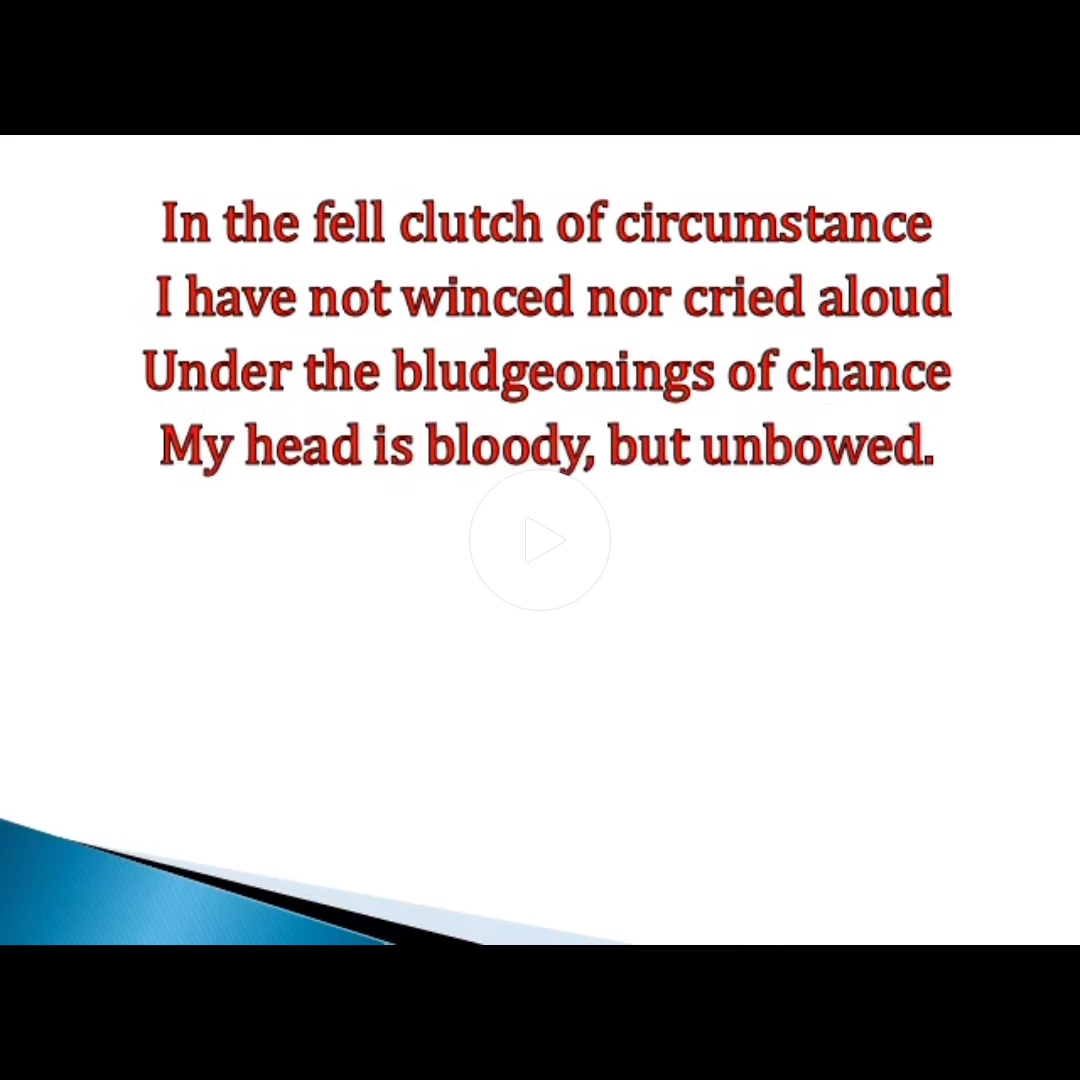 In the fell clutch of circumstance
I have not winced nor cried aloud
Under the bludgeonings of chance
My head is bloody, but unbowed.